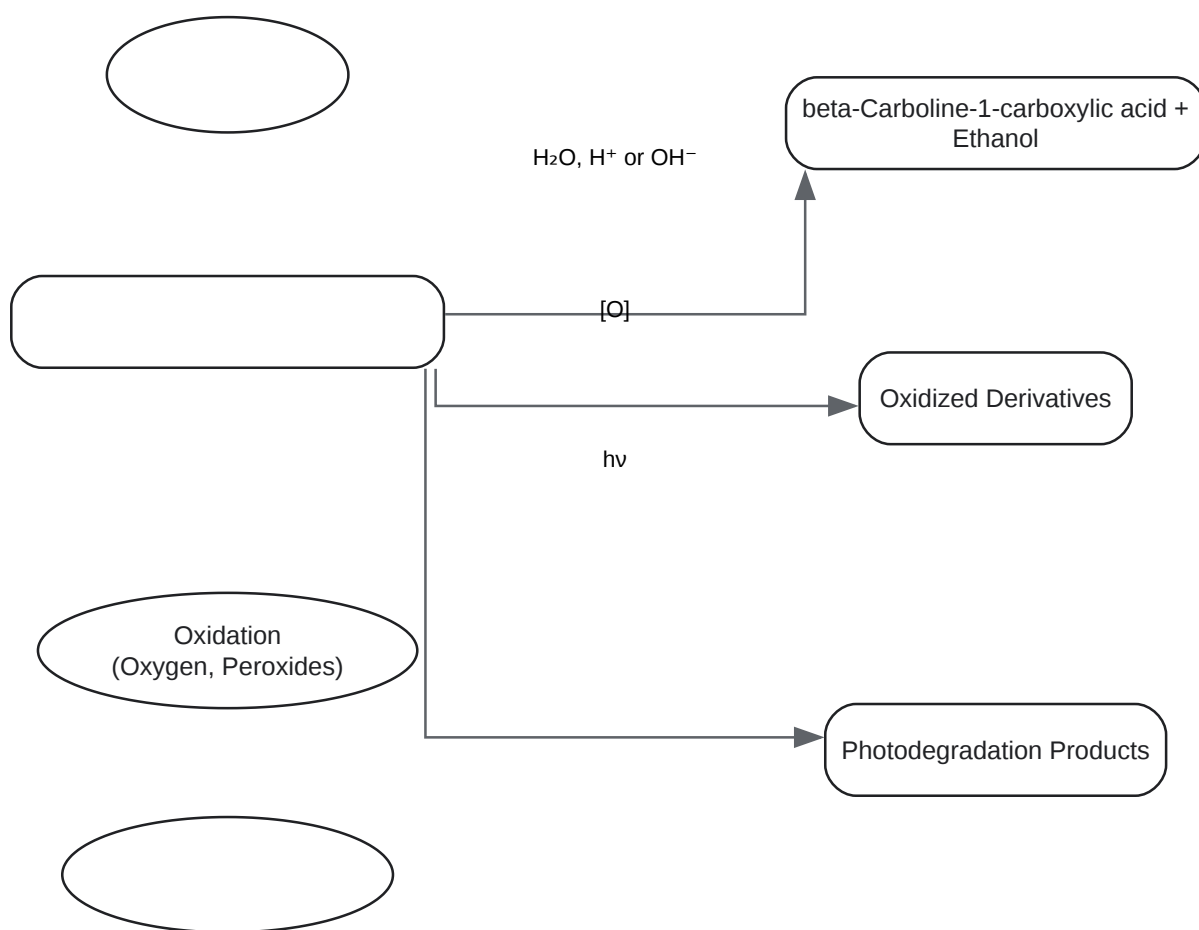 beta-Carboline-1-carboxylic acid +
Ethanol
H₂O, H⁺ or OH⁻
[O]
Oxidized Derivatives
hν
Oxidation
(Oxygen, Peroxides)
Photodegradation Products